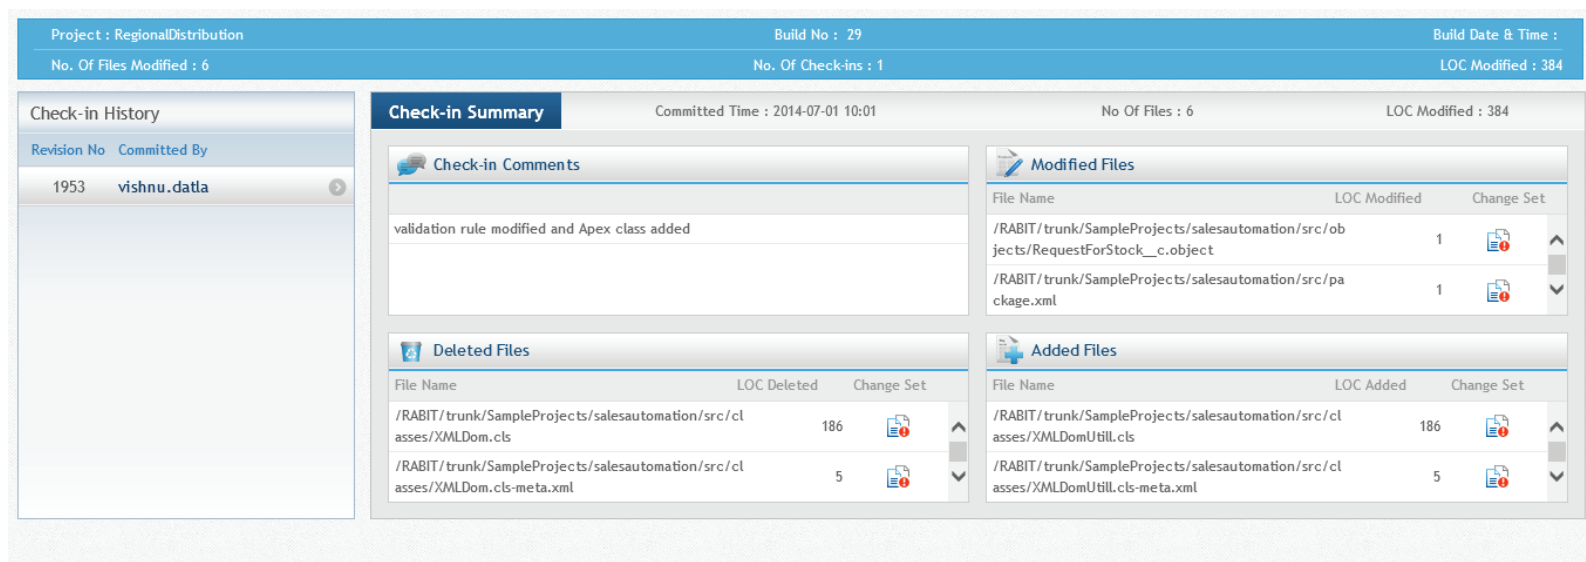 Project : RegionalDistribution
Build No : 29
Build Date & Time :
No. Of Files Modified : 6
No. Of Check-ins : 1
LOC Modified : 384
Check-in History
Revision No Committed By
1953 vishnu.datla
Check-in Summary
Committed Time : 2014-07-01 10:01
No Of Files : 6
LOC Modified : 384
Check-in Comments
validation rule modified and Apex class added
Modified Files
File Name LOC Modified Change Set
/RABIT/trunk/SampleProjects/salesautomation/src/ob
jects/RequestForStock__c.object
1
/RABIT/trunk/SampleProjects/salesautomation/src/pa
ckage.xml
1
Deleted Files
File Name LOC Deleted Change Set
/RABIT/trunk/SampleProjects/salesautomation/src/cl
asses/XMLDom.cls
186
/RABIT/trunk/SampleProjects/salesautomation/src/cl
asses/XMLDom.cls-meta.xml
5
Added Files
File Name LOC Added Change Set
/RABIT/trunk/SampleProjects/salesautomation/src/cl
asses/XMLDomUtill.cls
186
/RABIT/trunk/SampleProjects/salesautomation/src/cl
asses/XMLDomUtill.cls-meta.xml
5